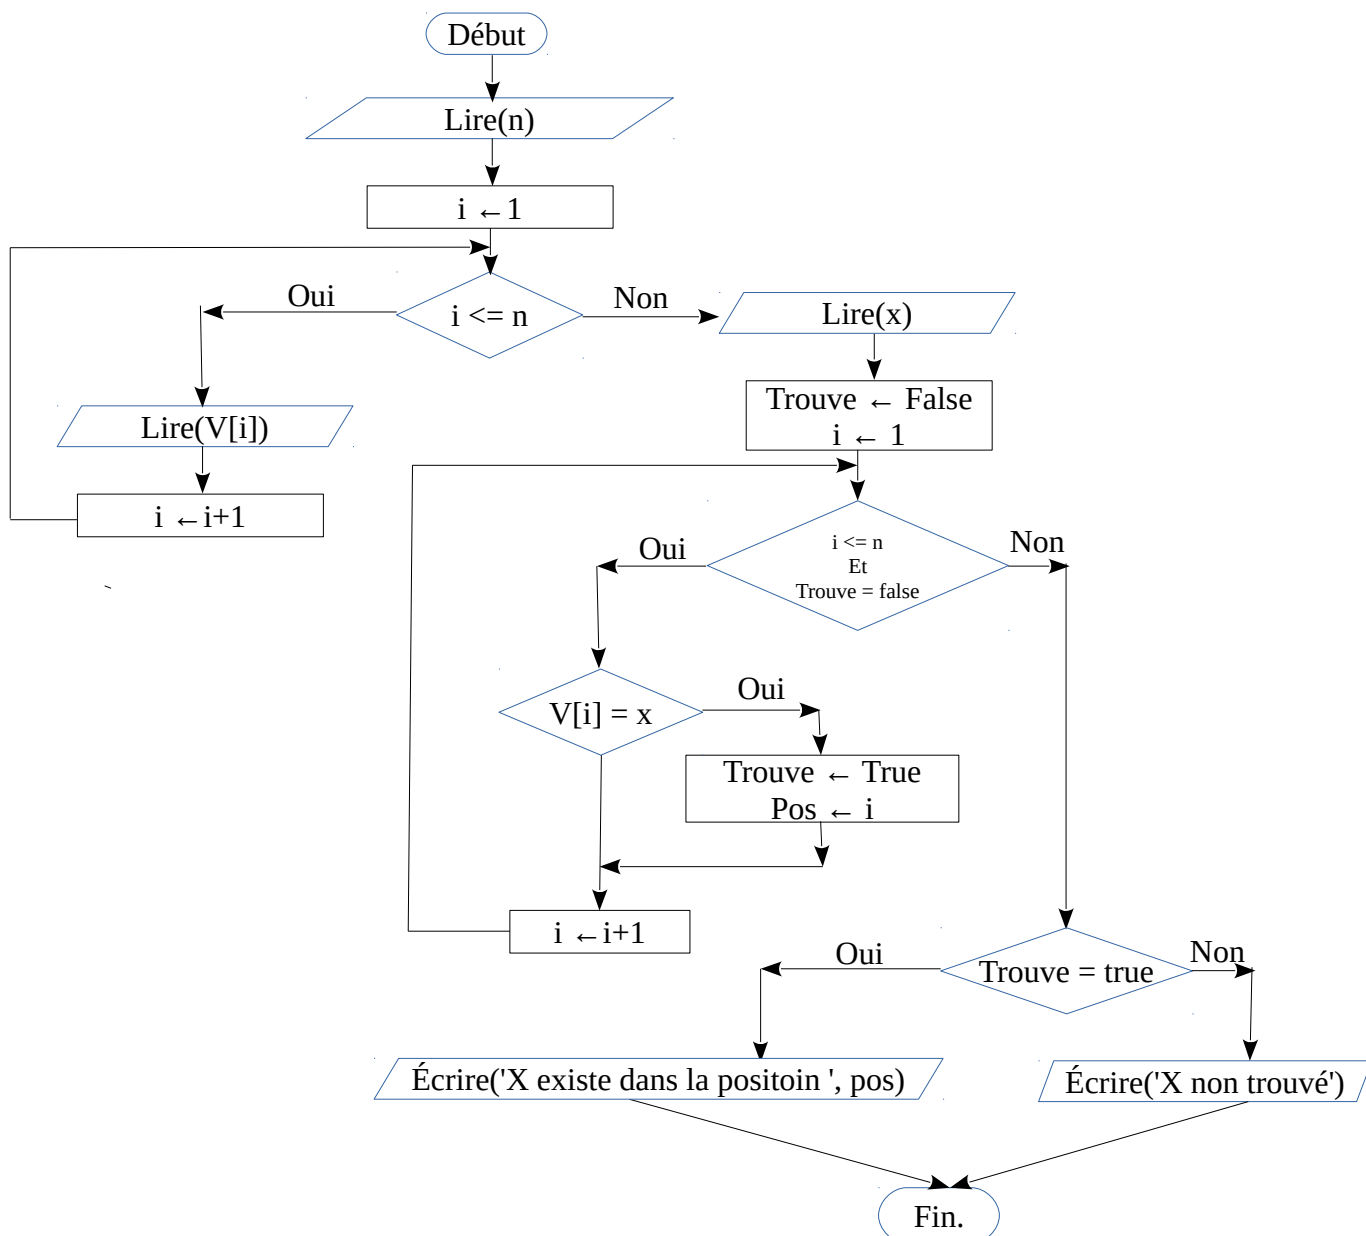 Début
Lire(n)
i ←1
Oui
i <= n
Non
Lire(V[i])
i ←i+1
Lire(x)
Trouve ← False
i ← 1
Oui
i <= n
Et
Trouve = false
Non
V[i] = x
Oui
Trouve ← True
Pos ← i
i ←i+1
Oui
Trouve = true
Non
Écrire('X existe dans la positoin ', pos)
Écrire('X non trouvé')
Fin.